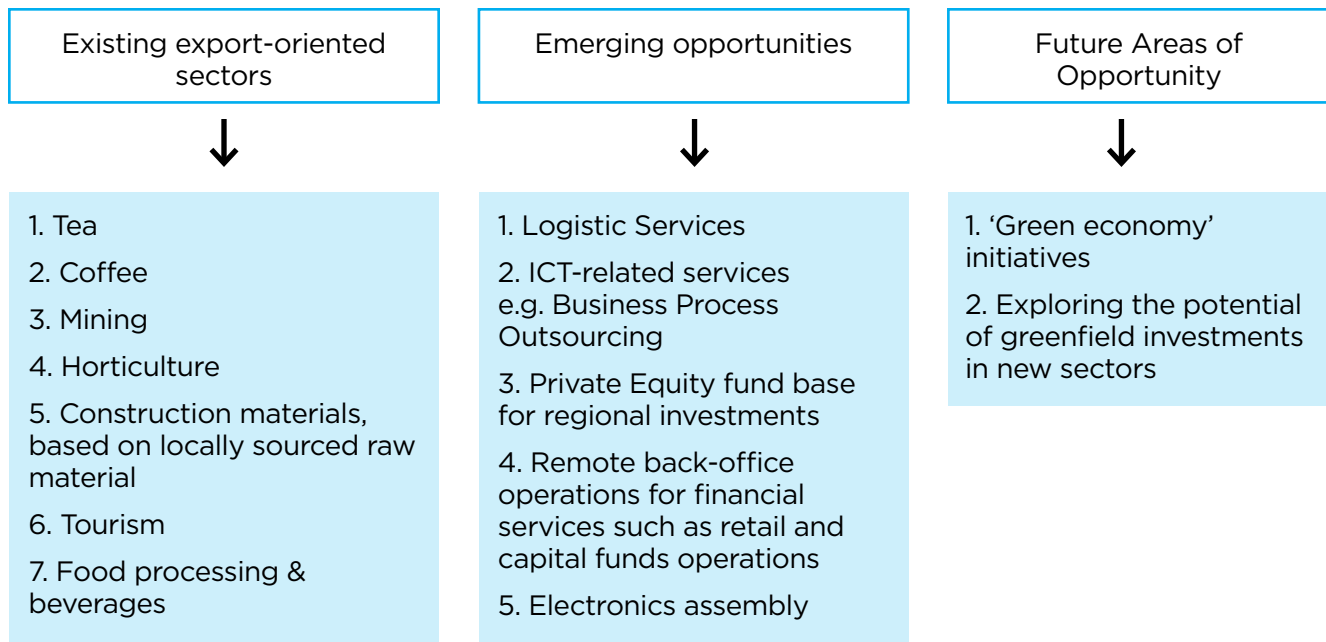 Existing export-oriented
sectors
1. Tea
2. Coffee
3. Mining
4. Horticulture
5. Construction materials,
based on locally sourced raw
material
6. Tourism
7. Food processing &
beverages
Emerging opportunities
1. Logistic Services
2. ICT-related services
e.g. Business Process
Outsourcing
3. Private Equity fund base
for regional investments
4. Remote back-office
operations for financial
services such as retail and
capital funds operations
5. Electronics assembly
Future Areas of
Opportunity
1. ‘Green economy’
initiatives
2. Exploring the potential
of greenfield investments
in new sectors